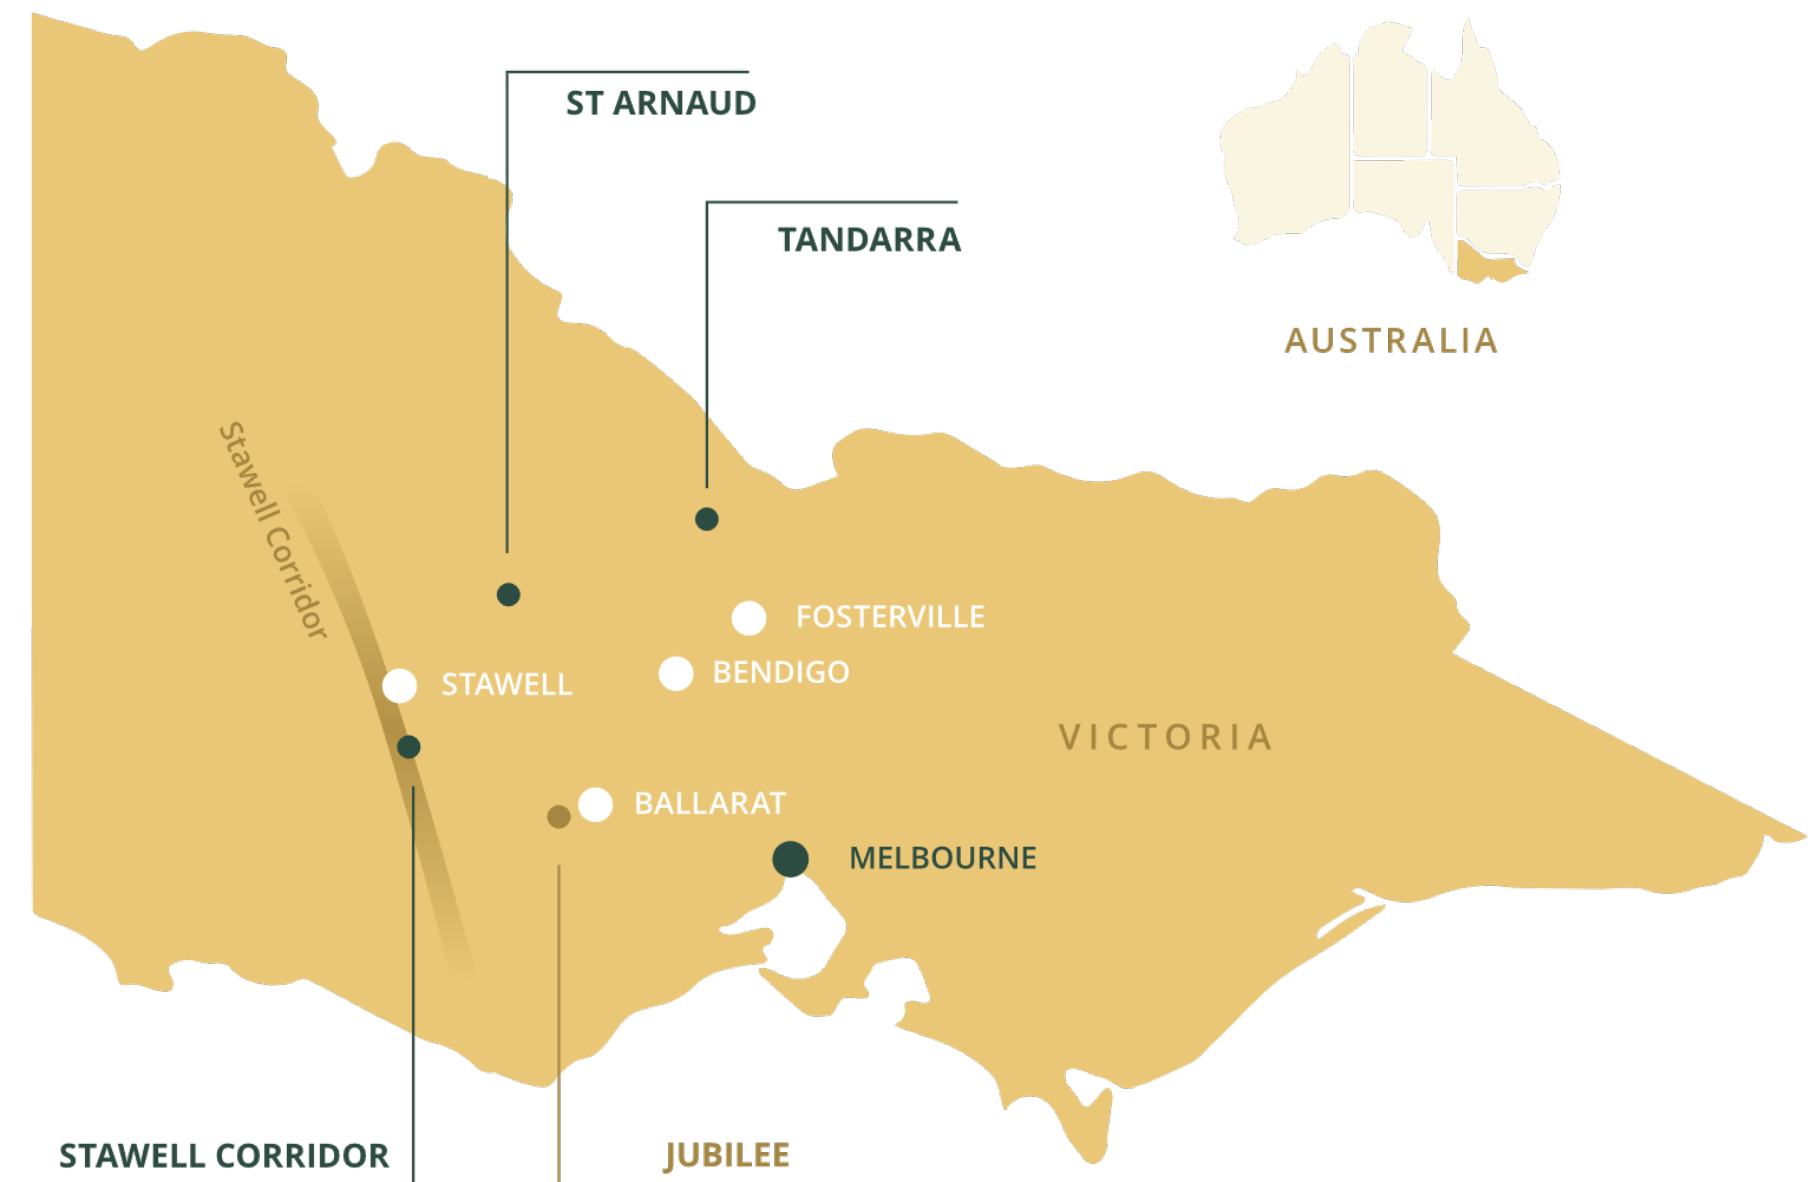 ST ARNAUD
TANDARRA
AUSTRALIA
Stawell Corridor
FOSTERVILLE
BENDIGO
STAWELL
VICTORIA
BALLARAT
MELBOURNE
STAWELL CORRIDOR
JUBILEE